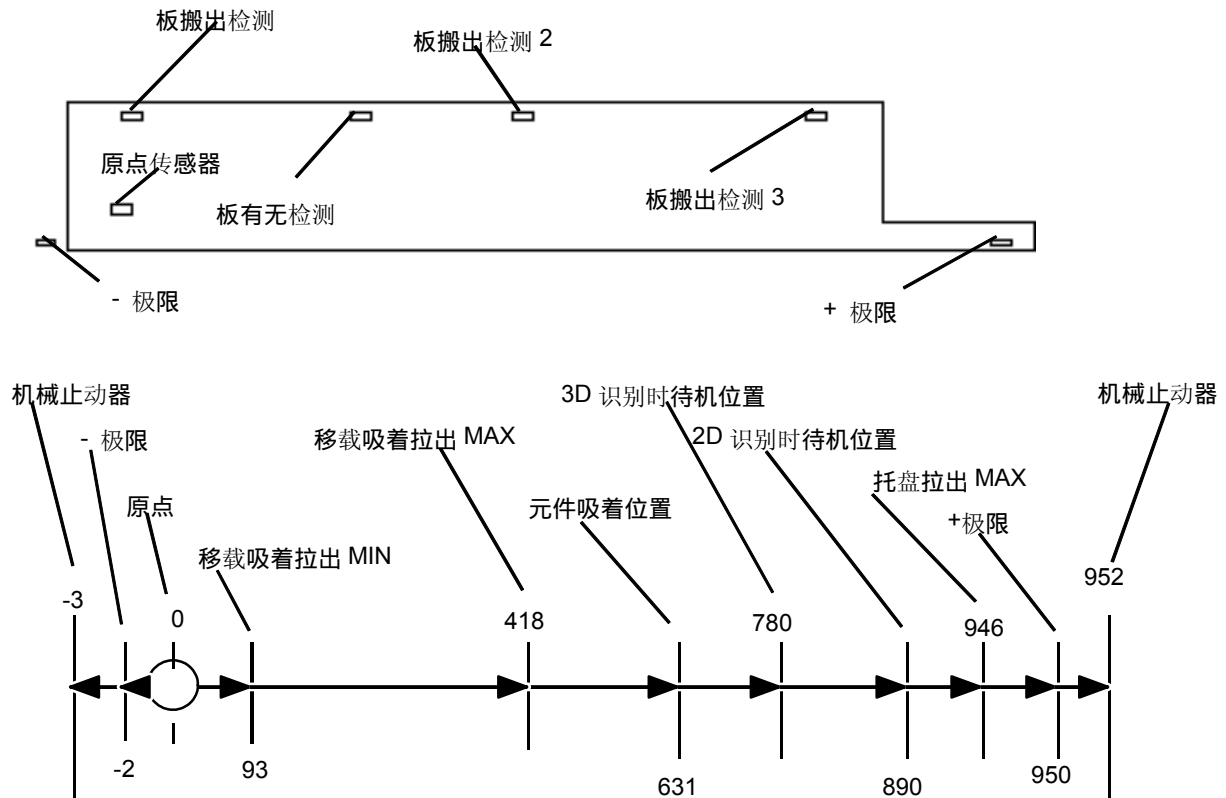 板搬出检测
板搬出检测 2
原点传感器
板有无检测
板搬出检测 3
- 极限
+ 极限
机械止动器
- 极限
原点
移载吸着拉出 MIN
移载吸着拉出 MAX
元件吸着位置
3D 识别时待机位置
2D 识别时待机位置
托盘拉出 MAX
+极限
机械止动器
-3
0
418
780
946
952
-2
93
631
890
950